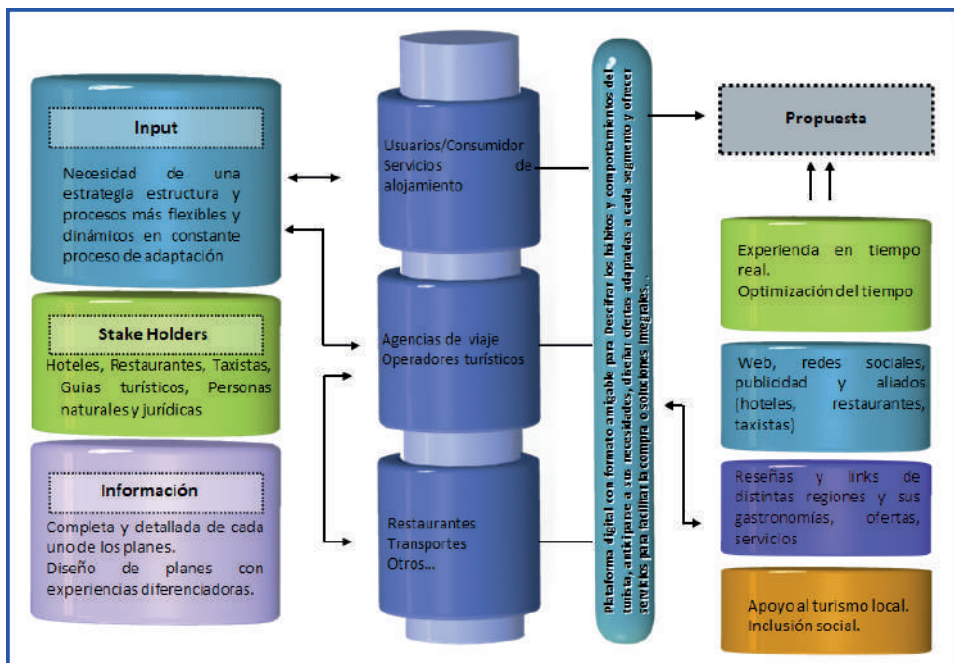 Input
Necesidad de una
estrategia estructura y
procesos más flexibles y
dinámicos en constante
proceso de adaptación
Stake Holders
Hoteles, Restaurantes, Taxistas,
Guias turísticos, Personas
naturales y jurídicas
Información
Completa y detallada de cada
uno de los planes.
Diseño de planes con
experiencias diferenciadoras.
Usuarios/Consumidor
Servicios de
alojamiento
Agencias de viaje
Operadores turísticos
Restaurantes
Transportes
Otros...
Plataforma digital con formato amigable para Descifrar los hábitos y comportamientos del
turista, anticiparse a sus necesidades, diseñar ofertas adaptadas a cada segmento y ofrecer
servicios para facilitar la compra o soluciones integrales. .
Propuesta
Experiencia en tiempo
real.
Optimización del tiempo
Web, redes sociales,
publicidad y aliados
(hoteles, restaurantes,
taxistas)
Reseñas y links de
distintas regiones y sus
gastronomías, ofertas,
servicios
Apoyo al turismo local.
Inclusión social.